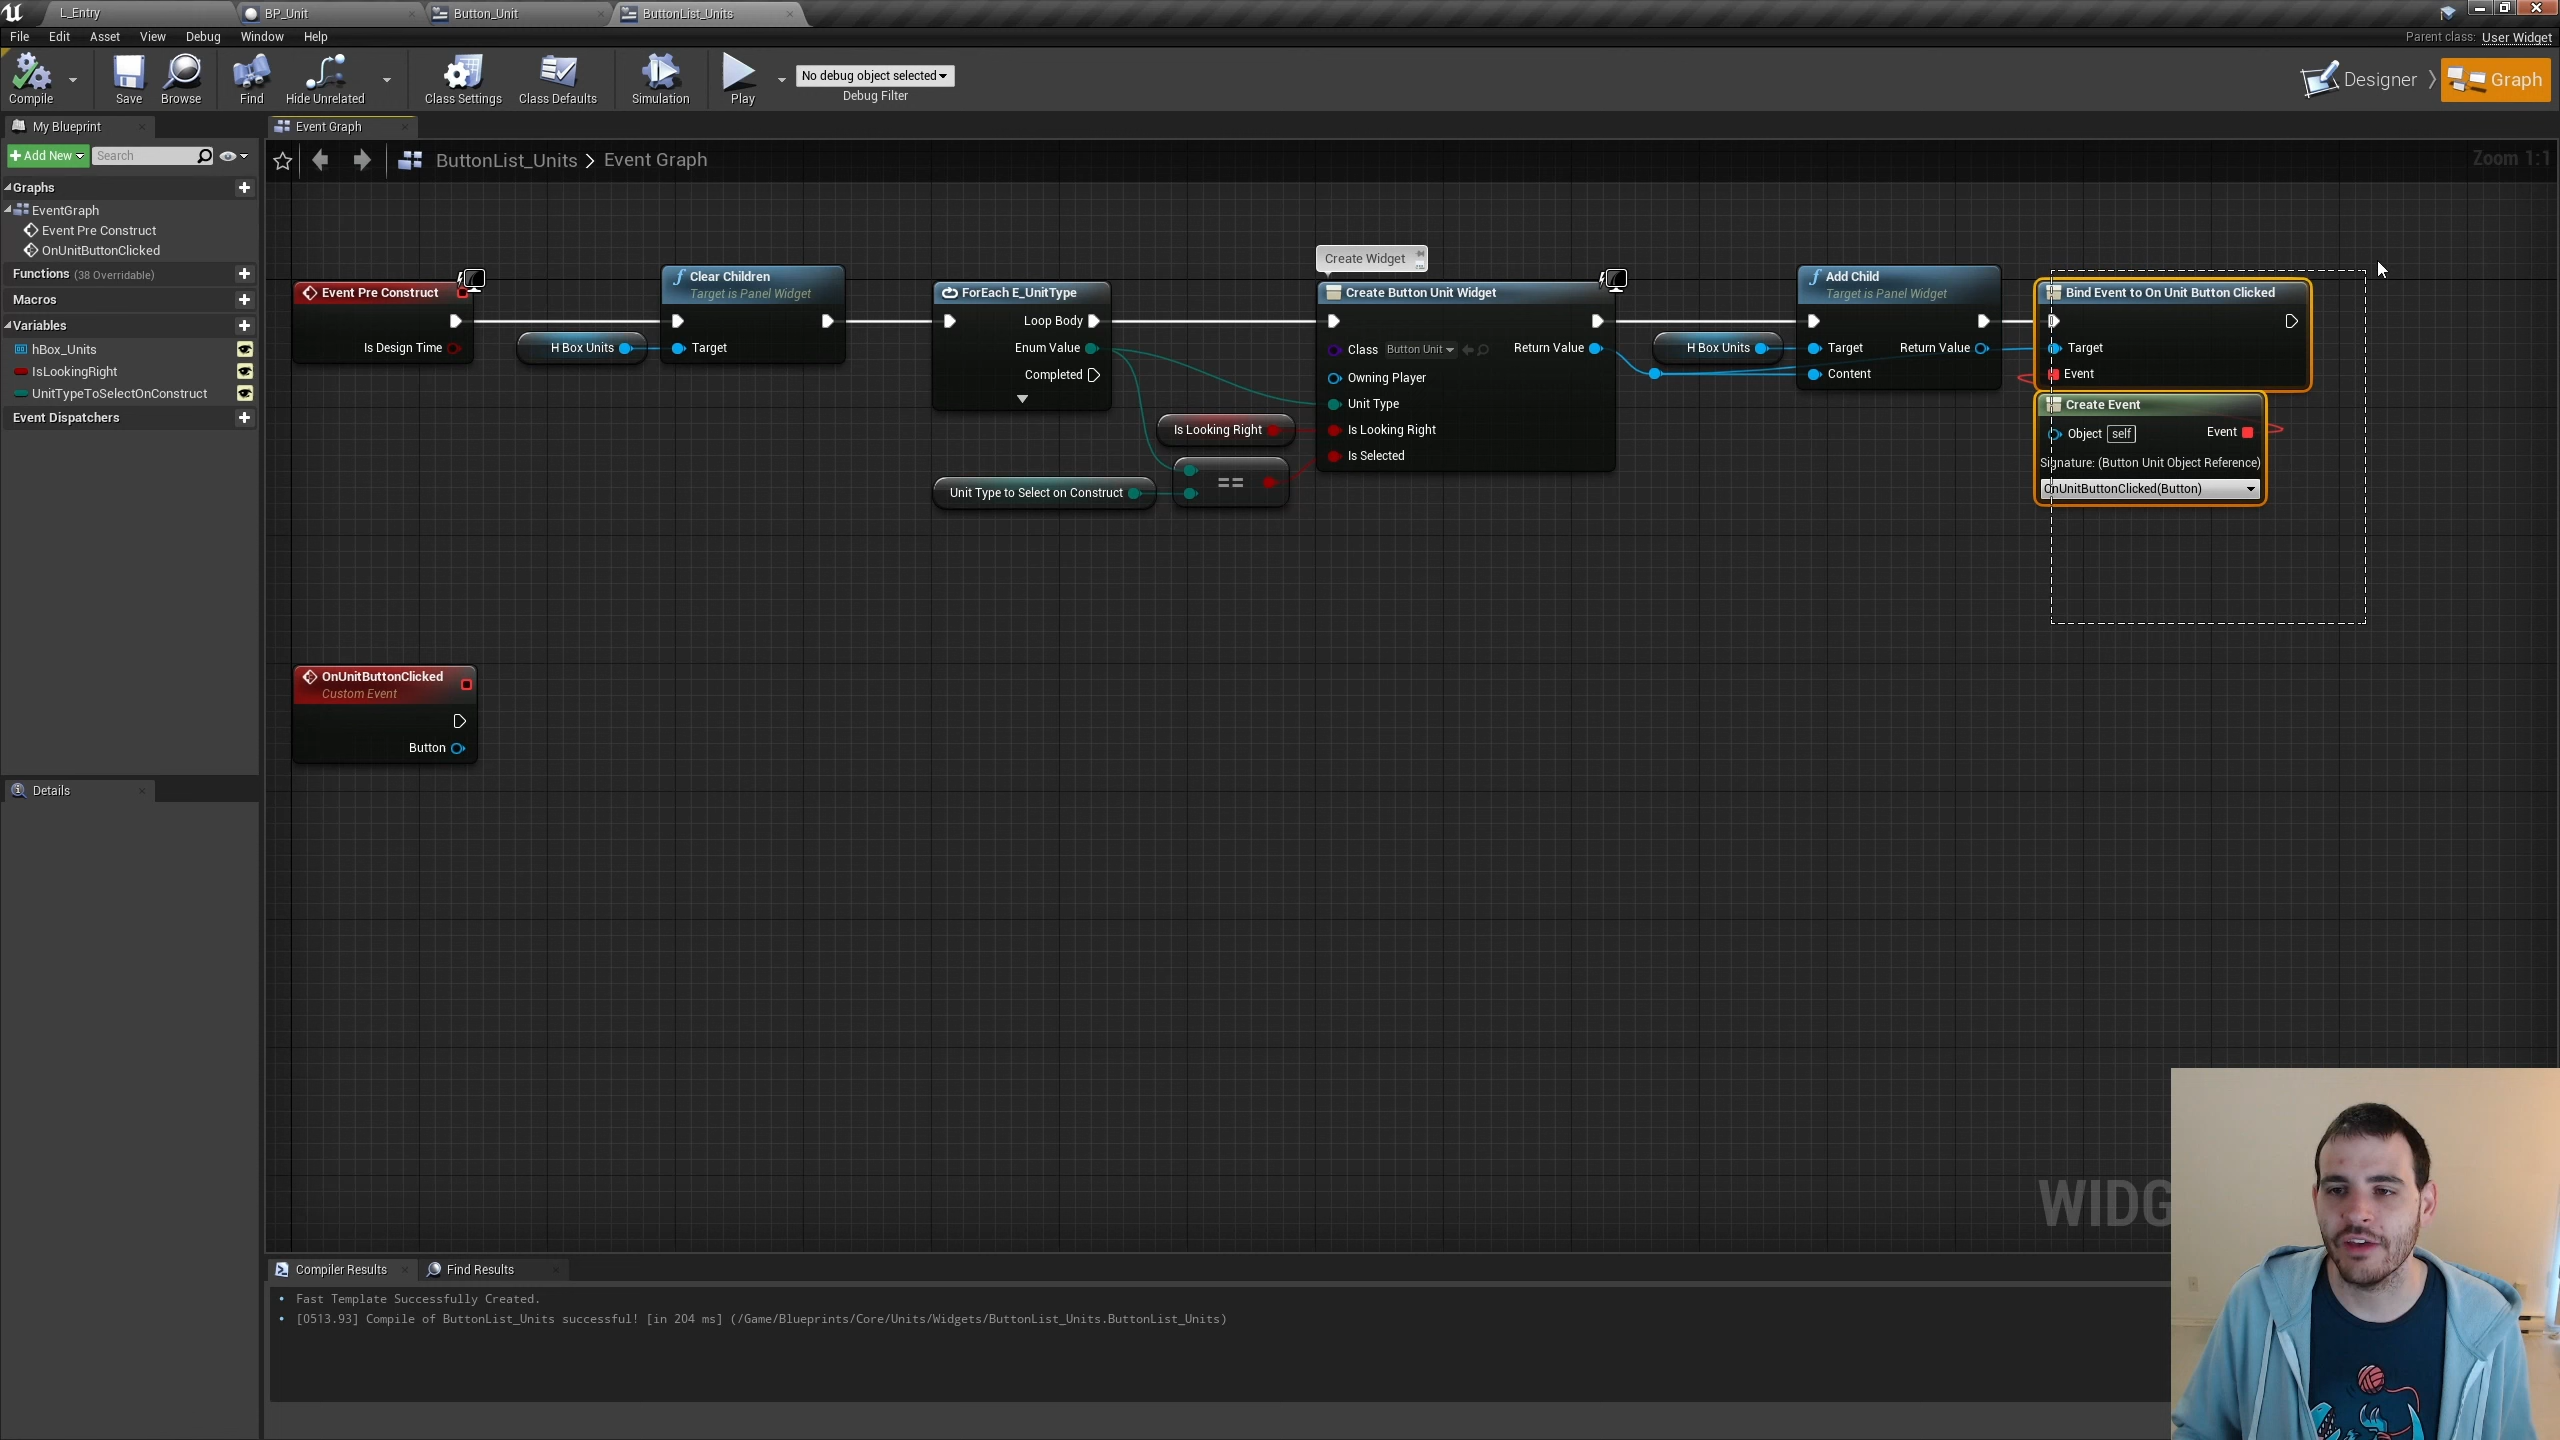 L_Entry
BP_Unit
Button_Unit
ButtonList_Units
File Edit Asset View Debug Window Help
Parent class: User Widget
Compile
Save
Browse
Find
Hide Unrelated
Class Settings
Class Defaults
Simulation
Play
No debug object selected
Debug Filter
Designer
Graph
My Blueprint
Event Graph
Add New
Search
ButtonList_Units > Event Graph
Zoom 1:1
Graphs
EventGraph
Event Pre Construct
OnUnitButtonClicked
Functions (38 Overridable)
Macros
Variables
hBox_Units
IsLookingRight
UnitTypeToSelectOnConstruct
Event Dispatchers
Details
Event Pre Construct
Is Design Time
H Box Units
Clear Children
Target is Panel Widget
Target
ForEach E_UnitType
Loop Body
Enum Value
Completed
Is Looking Right
Unit Type to Select on Construct
==
Create Widget
Create Button Unit Widget
Class Button Unit
Return Value
Owning Player
Unit Type
Is Looking Right
Is Selected
H Box Units
Add Child
Target is Panel Widget
Target
Return Value
Content
Bind Event to On Unit Button Clicked
Target
Event
Create Event
Object self
Event
Signature: (Button Unit Object Reference)
OnUnitButtonClicked(Button)
OnUnitButtonClicked
Custom Event
Button
WIDG
Compiler Results
Find Results
Fast Template Successfully Created.
[0513.93] Compile of ButtonList_Units successful! [in 204 ms] (/Game/Blueprints/Core/Units/Widgets/ButtonList_Units.ButtonList_Units)